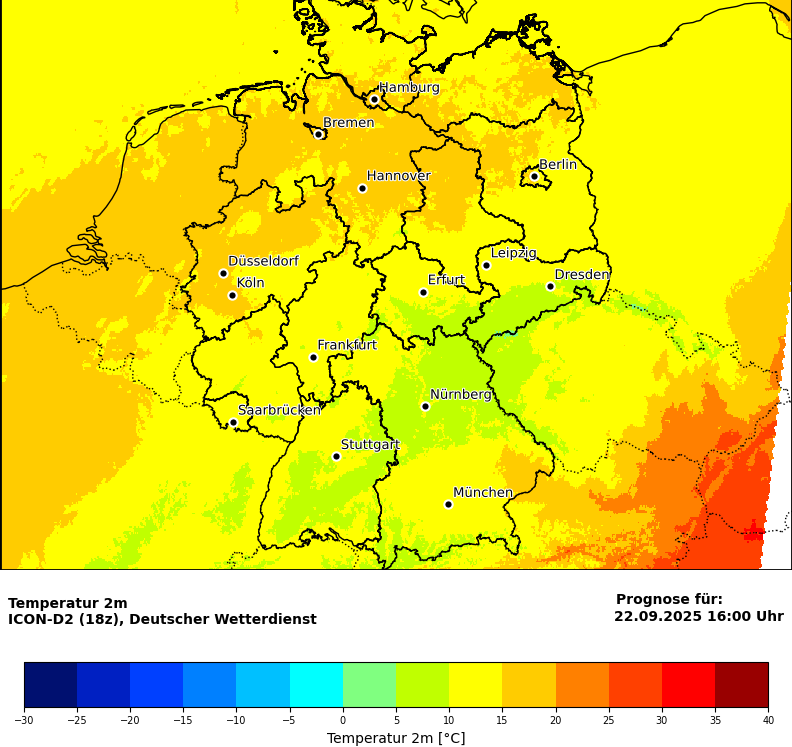 Hamburg
Bremen
Berlin
Hannover
Leipzig
Düsseldorf
Dresden
Köln
Erfurt
Frankfurt
Nürnberg
Saarbrücken
Stuttgart
München
Temperatur 2m
ICON-D2 (18z), Deutscher Wetterdienst
Prognose für:
22.09.2025 16:00 Uhr
−30 −25 −20 −15 −10 −5 0 5 10 15 20 25 30 35 40
Temperatur 2m [°C]